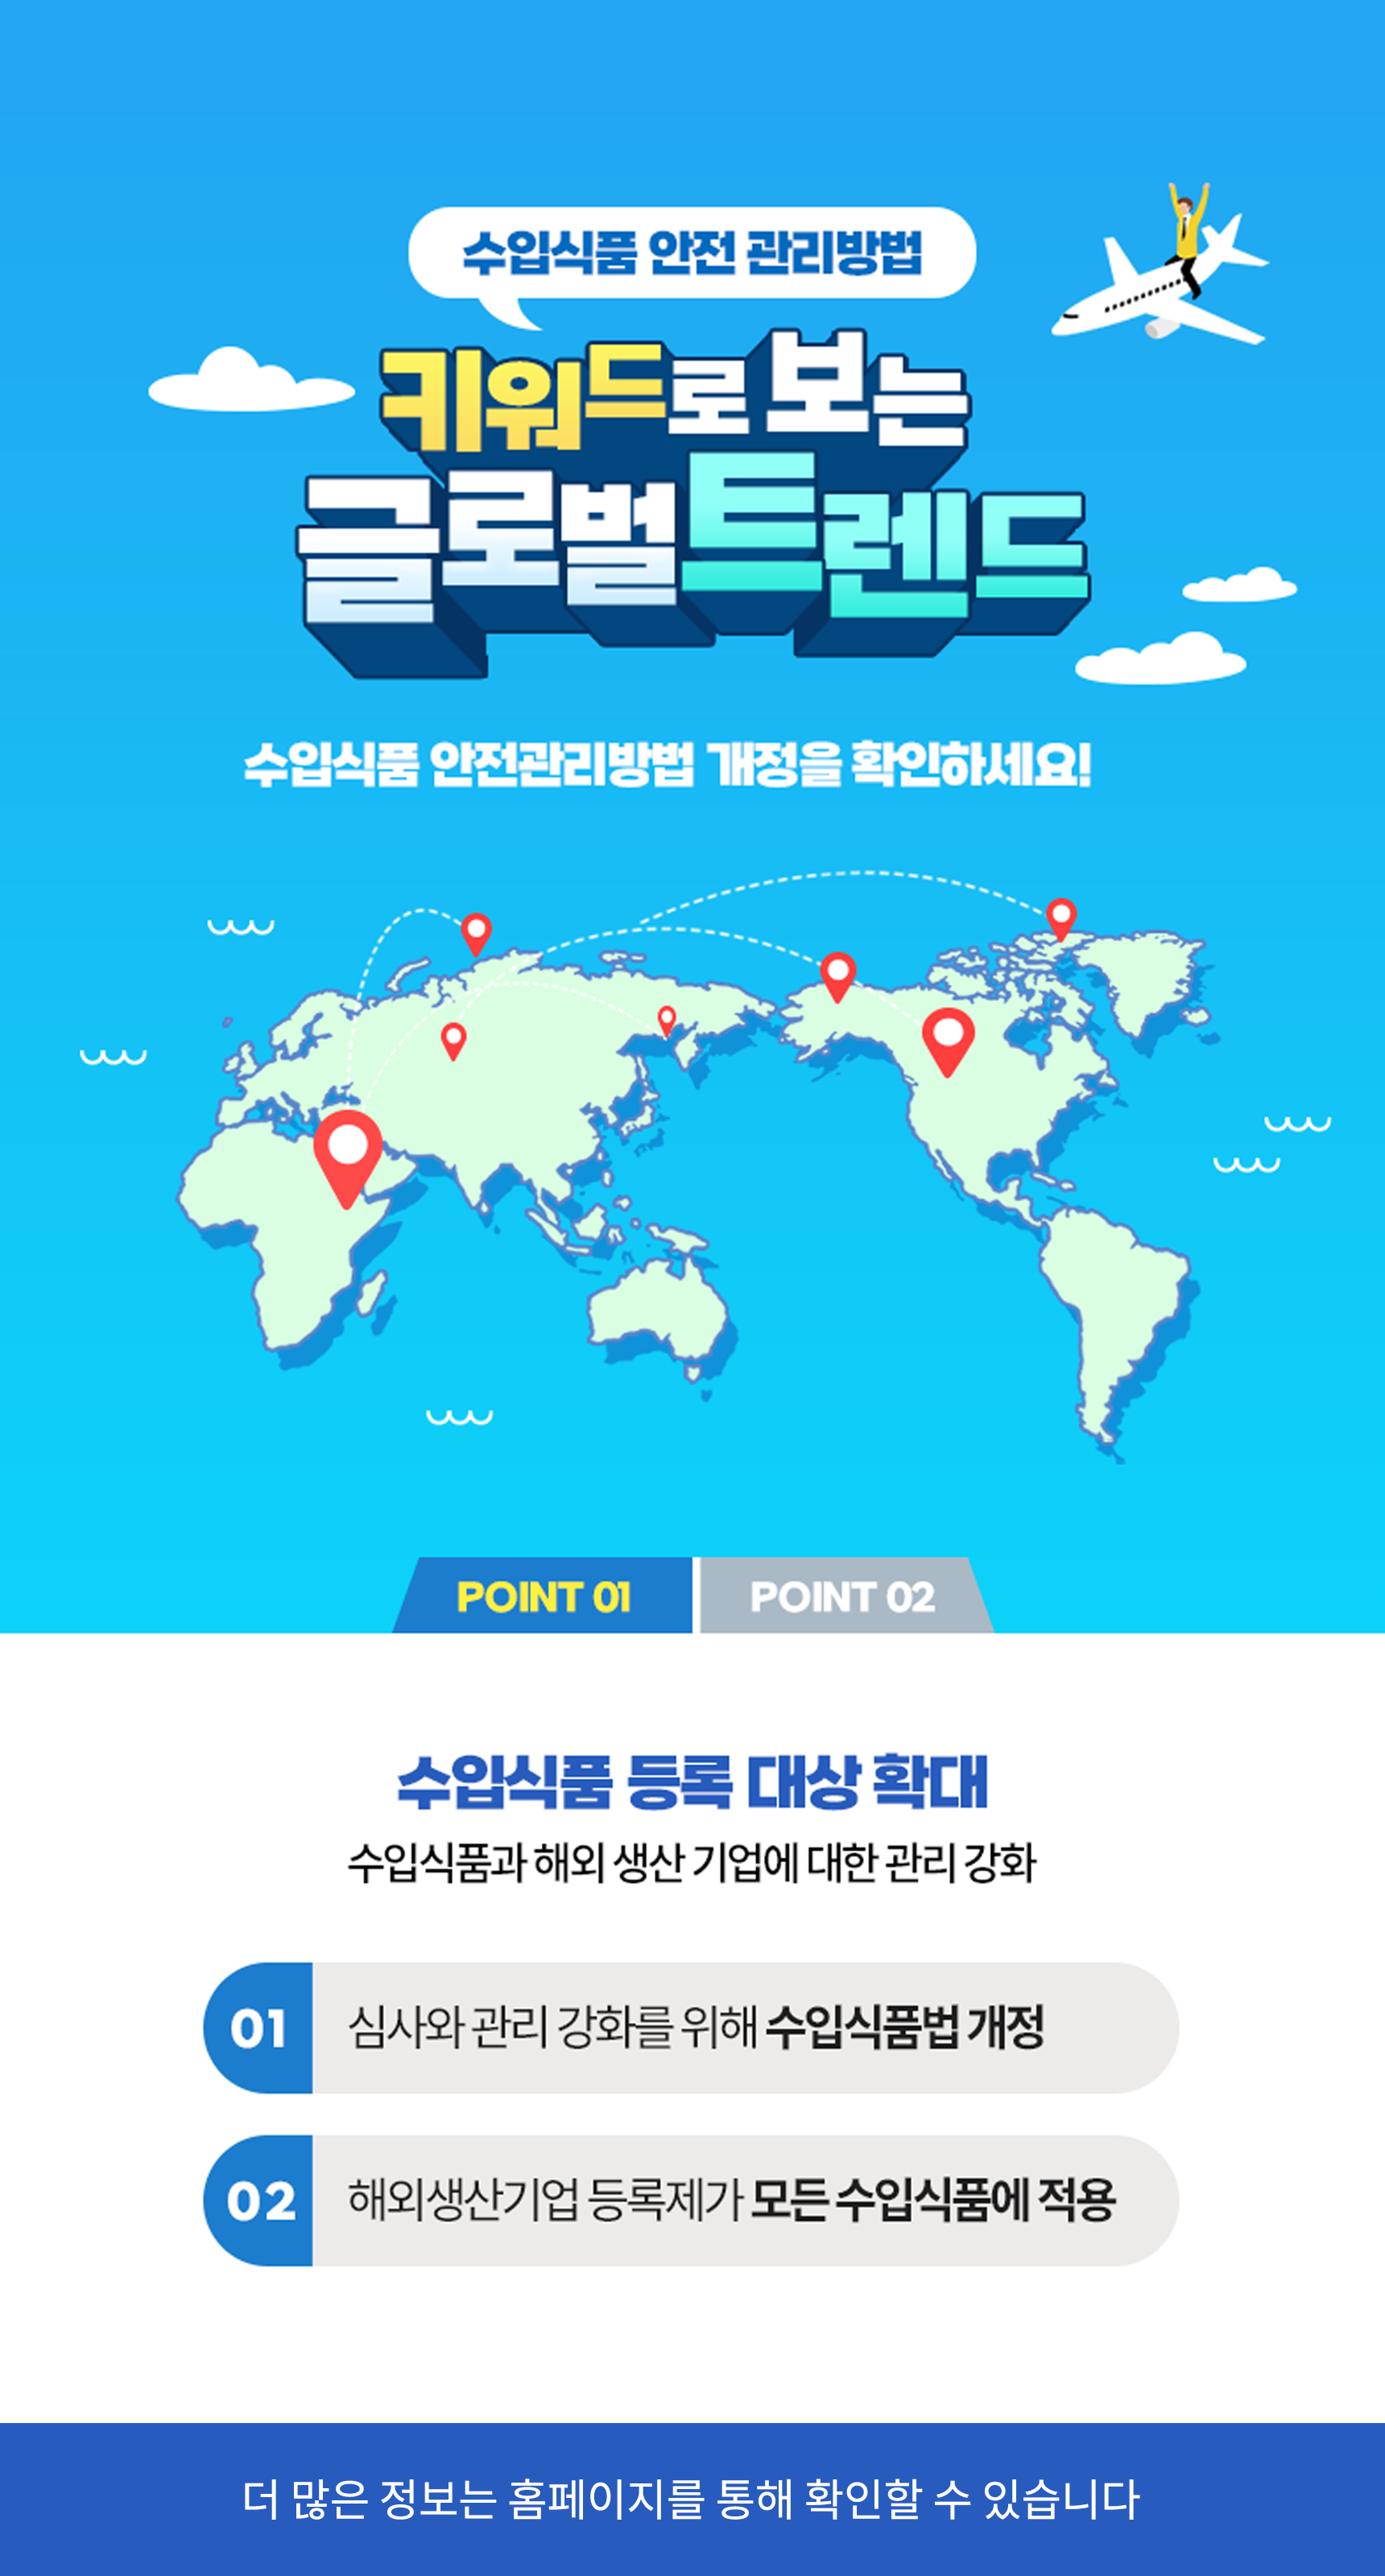 수입식품 안전 관리방법
키워드로 보는
글로벌트렌드
수입식품 안전관리방법 개정을 확인하세요!
POINT 01
POINT 02
수입식품 등록 대상 확대
수입식품과 해외 생산 기업에 대한 관리 강화
01 심사와 관리 강화를 위해 수입식품법 개정
02 해외생산기업 등록제가 모든 수입식품에 적용
더 많은 정보는 홈페이지를 통해 확인할 수 있습니다